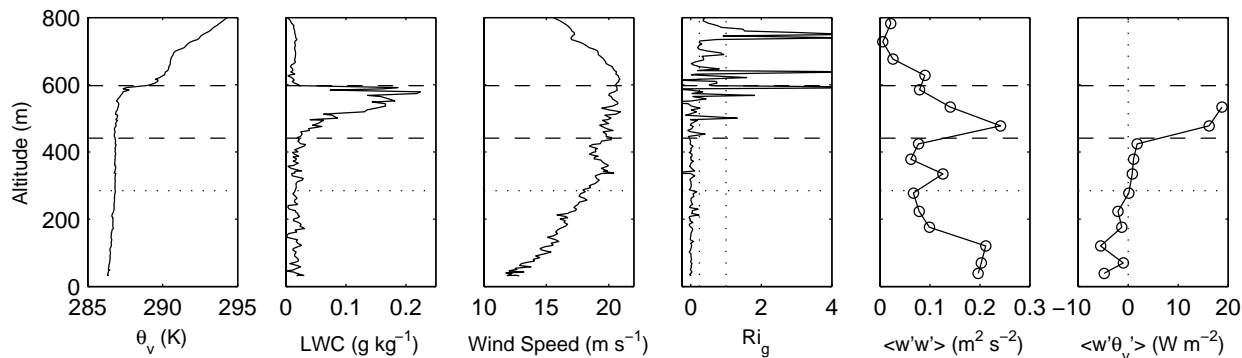 Altitude (m)
800
600
400
200
0
285 290 295
θv (K)
0 0.1 0.2
LWC (g kg−1)
10 15 20
Wind Speed (m s−1)
0 2 4
Rig
0 0.1 0.2 0.3
<w'w'> (m2 s−2)
−10 0 10 20
<w'θv'> (W m−2)